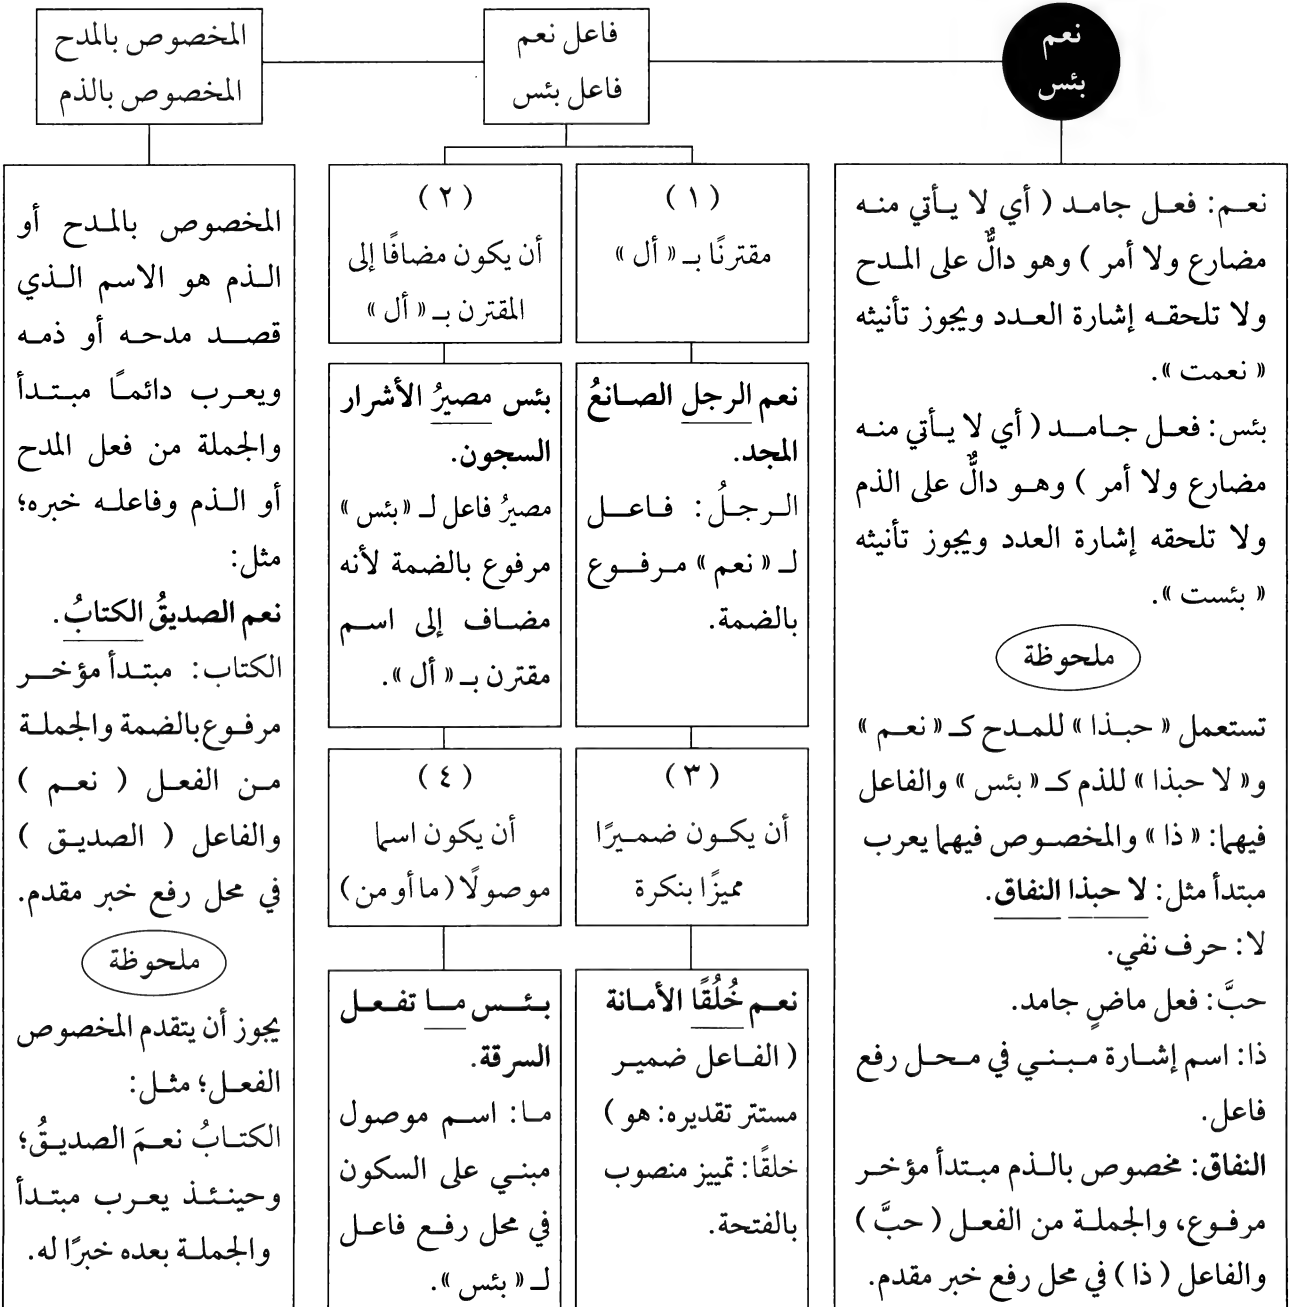 نعم
بئس
فاعل نعم
فاعل بئس
المخصوص بالمدح
المخصوص بالذم
نعم: فعل جامد ( أي لا يأتي منه
مضارع ولا أمر ) وهو دالٌّ على المدح
ولا تلحقه إشارة العدد ويجوز تأنيثه
« نعمت ».
بئس: فعل جامد ( أي لا يأتي منه
مضارع ولا أمر ) وهو دالٌّ على الذم
ولا تلحقه إشارة العدد ويجوز تأنيثه
« بئست ».
ملحوظة
تستعمل « حبذا » للمدح كـ « نعم »
و« لا حبذا » للذم كـ « بئس » والفاعل
فيهما: « ذا » والمخصوص فيهما يعرب
مبتدأ مثل: لا حبذا النفاق.
لا: حرف نفي.
حبَّ: فعل ماضٍ جامد.
ذا: اسم إشارة مبني في محل رفع
فاعل.
النفاق: مخصوص بالذم مبتدأ مؤخر
مرفوع، والجملة من الفعل ( حبَّ )
والفاعل ( ذا ) في محل رفع خبر مقدم.
( ١ )
مقترنًا بـ « أل »
نعم الرجل الصانعُ
المجد.
الرجلُ: فاعل
لـ « نعم » مرفوع
بالضمة.
( ٢ )
أن يكون مضافًا إلى
المقترن بـ « أل »
بئس مصيرُ الأشرار
السجون.
مصيرُ فاعل لـ « بئس »
مرفوع بالضمة لأنه
مضاف إلى اسم
مقترن بـ « أل ».
( ٣ )
أن يكون ضميرًا
مميزًا بنكرة
نعم خُلُقًا الأمانة
( الفاعل ضمير
مستتر تقديره: هو )
خلقًا: تمييز منصوب
بالفتحة.
( ٤ )
أن يكون اسما
موصولًا ( ما أو من )
بئس ما تفعل
السرقة.
ما: اسم موصول
مبني على السكون
في محل رفع فاعل
لـ « بئس ».
المخصوص بالمدح أو
الذم هو الاسم الذي
قصد مدحه أو ذمه
ويعرب دائماً مبتدأ
والجملة من فعل المدح
أو الذم وفاعله خبره؛
مثل:
نعم الصديقُ الكتابُ.
الكتاب: مبتدأ مؤخر
مرفوع بالضمة والجملة
من الفعل ( نعم )
والفاعل ( الصديق )
في محل رفع خبر مقدم.
ملحوظة
يجوز أن يتقدم المخصوص
الفعل؛ مثل:
الكتابُ نعمَ الصديقُ؛
وحينئذ يعرب مبتدأ
والجملة بعده خبرًا له.